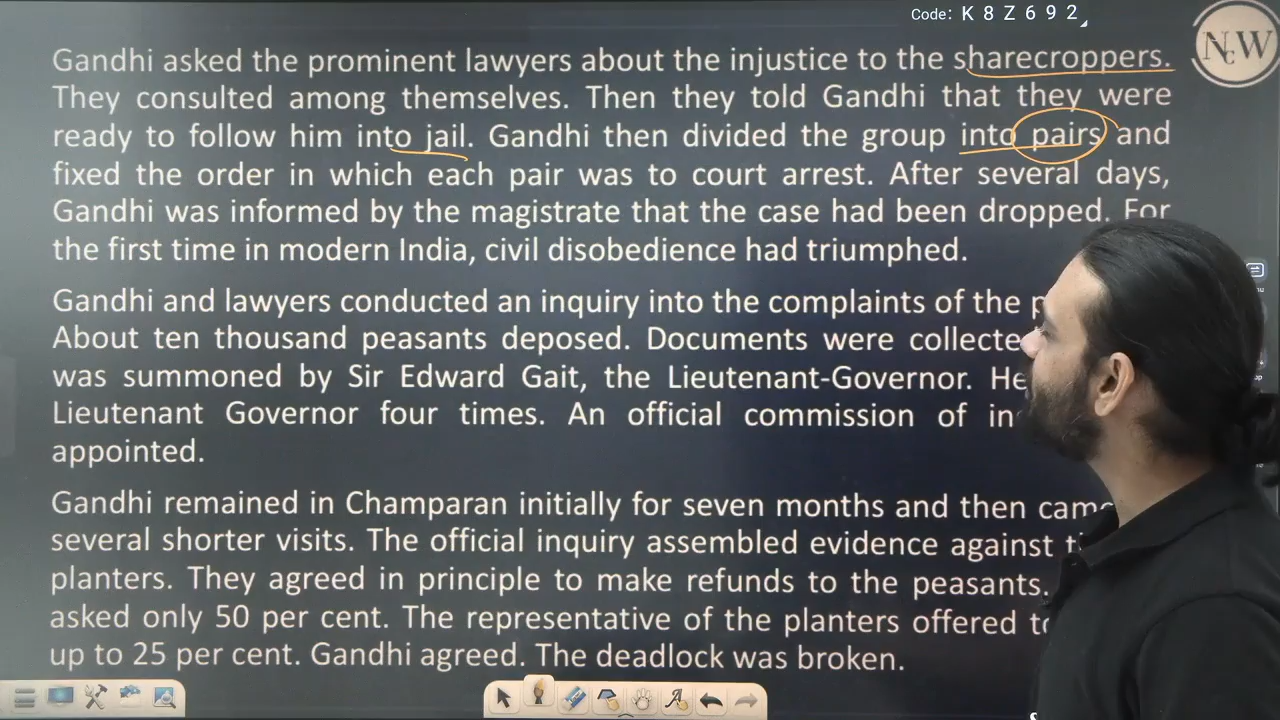 Code: K 8 Z 6 9 2
NCW
Gandhi asked the prominent lawyers about the injustice to the sharecroppers.
They consulted among themselves. Then they told Gandhi that they were
ready to follow him into jail. Gandhi then divided the group into pairs and
fixed the order in which each pair was to court arrest. After several days,
Gandhi was informed by the magistrate that the case had been dropped. For
the first time in modern India, civil disobedience had triumphed.
Gandhi and lawyers conducted an inquiry into the complaints of the
About ten thousand peasants deposed. Documents were
was summoned by Sir Edward Gait, the Lieutenant-Governor. He
Lieutenant Governor four times. An official commission of
appointed.
Gandhi remained in Champaran initially for seven months and then
several shorter visits. The official inquiry assembled evidence against
planters. They agreed in principle to make refunds to the peasants.
asked only 50 per cent. The representative of the planters offered
up to 25 per cent. Gandhi agreed. The deadlock was broken.